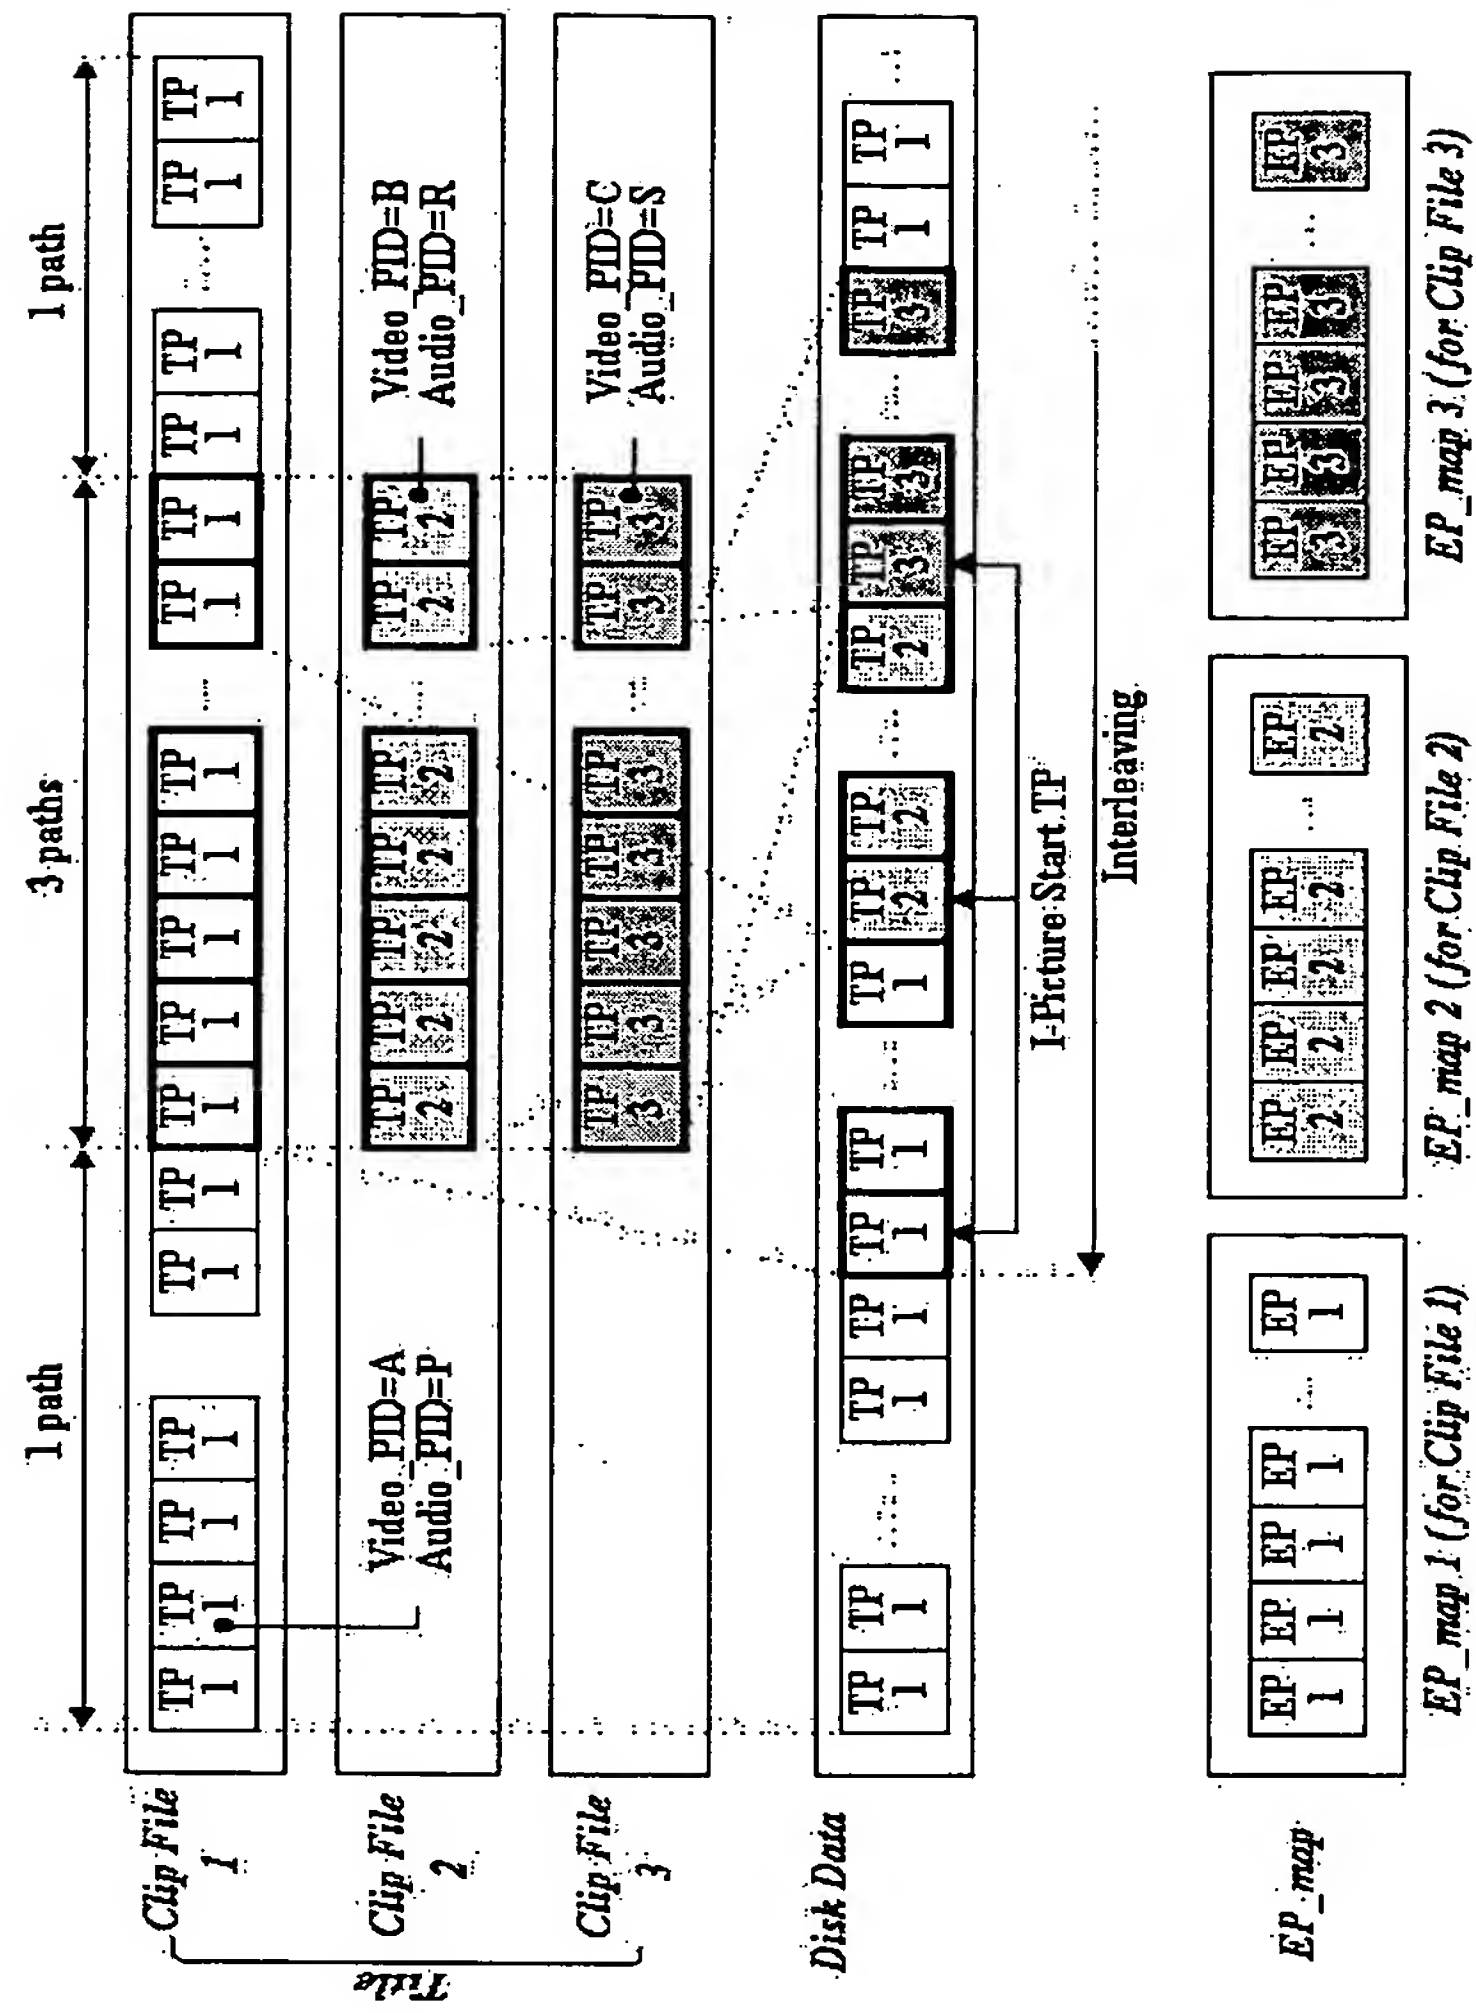 1 path 3 paths 1 path
Clip File 1
TP TP TP TP TP TP TP TP TP TP TP ..... TP TP TP TP ...... TP TP
1 1 1 1 1 1 1 1 1 1 1 1 1 1 1 1 1
Title
Clip File 2
Video_PID=A
Audio_PID=P
TP TP TP TP TP ..... TP TP
2 2 2 2 2 2 2
Video_PID=B
Audio_PID=R
Clip File 3
TP TP TP TP TP ..... TP TP
3 3 3 3 3 3 3
Video_PID=C
Audio_PID=S
Disk Data
TP TP ...... TP TP TP TP ..... TP TP TP ..... TP TP TP ..... TP TP TP ...
1 1 1 1 1 1 1 2 2 2 3 3 3 1 1
I-Picture Start TP
Interleaving
EP_map
EP EP EP EP ... EP
1 1 1 1 1
EP EP EP EP ... EP
2 2 2 2 2
EP EP EP EP ... EP
3 3 3 3 3
EP_map 1 (for Clip File 1) EP_map 2 (for Clip File 2) EP_map 3 (for Clip File 3)